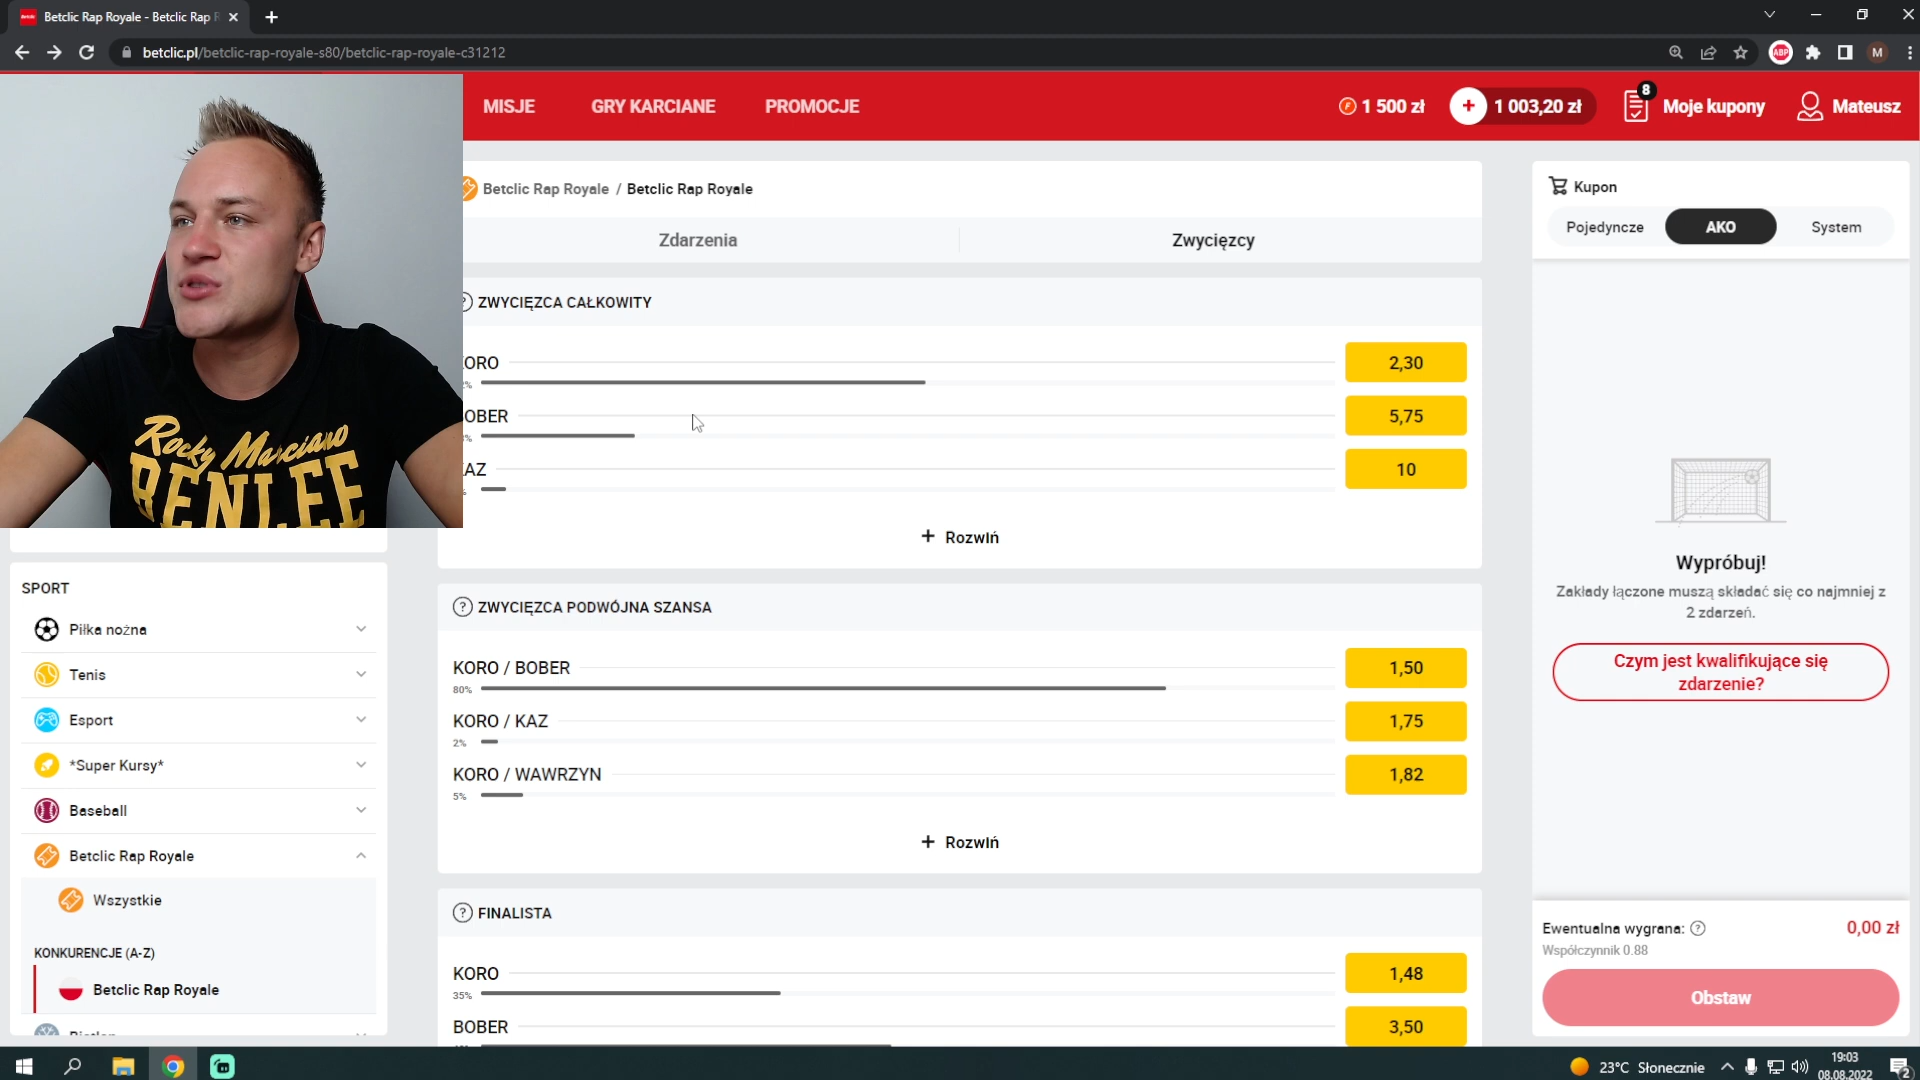 Betclic Rap Royale - Betclic Rap R
betclic.pl/betclic-rap-royale-s80/betclic-rap-royale-c31212
ABP
M
MISJE
GRY KARCIANE
PROMOCJE
1 500 zł
+ 1 003,20 zł
8
Moje kupony
Mateusz
Betclic Rap Royale / Betclic Rap Royale
Zdarzenia
Zwycięzcy
ZWYCIĘZCA CAŁKOWITY
ORO
2,30
OBER
5,75
AZ
10
+ Rozwiń
? ZWYCIĘZCA PODWÓJNA SZANSA
KORO / BOBER
1,50
80%
KORO / KAZ
1,75
2%
KORO / WAWRZYN
1,82
5%
+ Rozwiń
? FINALISTA
KORO
1,48
35%
BOBER
3,50
Rocky Marciano
BENLEE
SPORT
Piłka nożna
Tenis
Esport
*Super Kursy*
Baseball
Betclic Rap Royale
Wszystkie
KONKURENCJE (A-Z)
Betclic Rap Royale
Kupon
Pojedyncze
AKO
System
Wypróbuj!
Zakłady łączone muszą składać się co najmniej z
2 zdarzeń.
Czym jest kwalifikujące się
zdarzenie?
Ewentualna wygrana: ?
0,00 zł
Współczynnik 0.88
Obstaw
23°C Słonecznie
19:03
08.08.2022
2